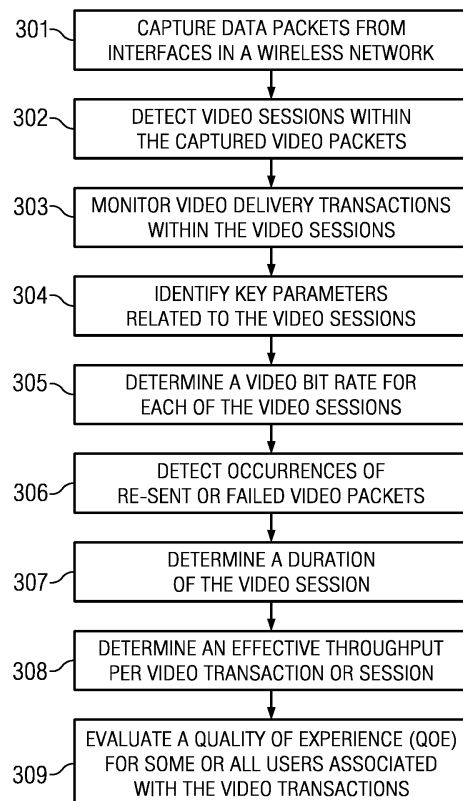 301
CAPTURE DATA PACKETS FROM
INTERFACES IN A WIRELESS NETWORK
302
DETECT VIDEO SESSIONS WITHIN
THE CAPTURED VIDEO PACKETS
303
MONITOR VIDEO DELIVERY TRANSACTIONS
WITHIN THE VIDEO SESSIONS
304
IDENTIFY KEY PARAMETERS
RELATED TO THE VIDEO SESSIONS
305
DETERMINE A VIDEO BIT RATE FOR
EACH OF THE VIDEO SESSIONS
306
DETECT OCCURRENCES OF
RE-SENT OR FAILED VIDEO PACKETS
307
DETERMINE A DURATION
OF THE VIDEO SESSION
308
DETERMINE AN EFFECTIVE THROUGHPUT
PER VIDEO TRANSACTION OR SESSION
309
EVALUATE A QUALITY OF EXPERIENCE (QOE)
FOR SOME OR ALL USERS ASSOCIATED
WITH THE VIDEO TRANSACTIONS